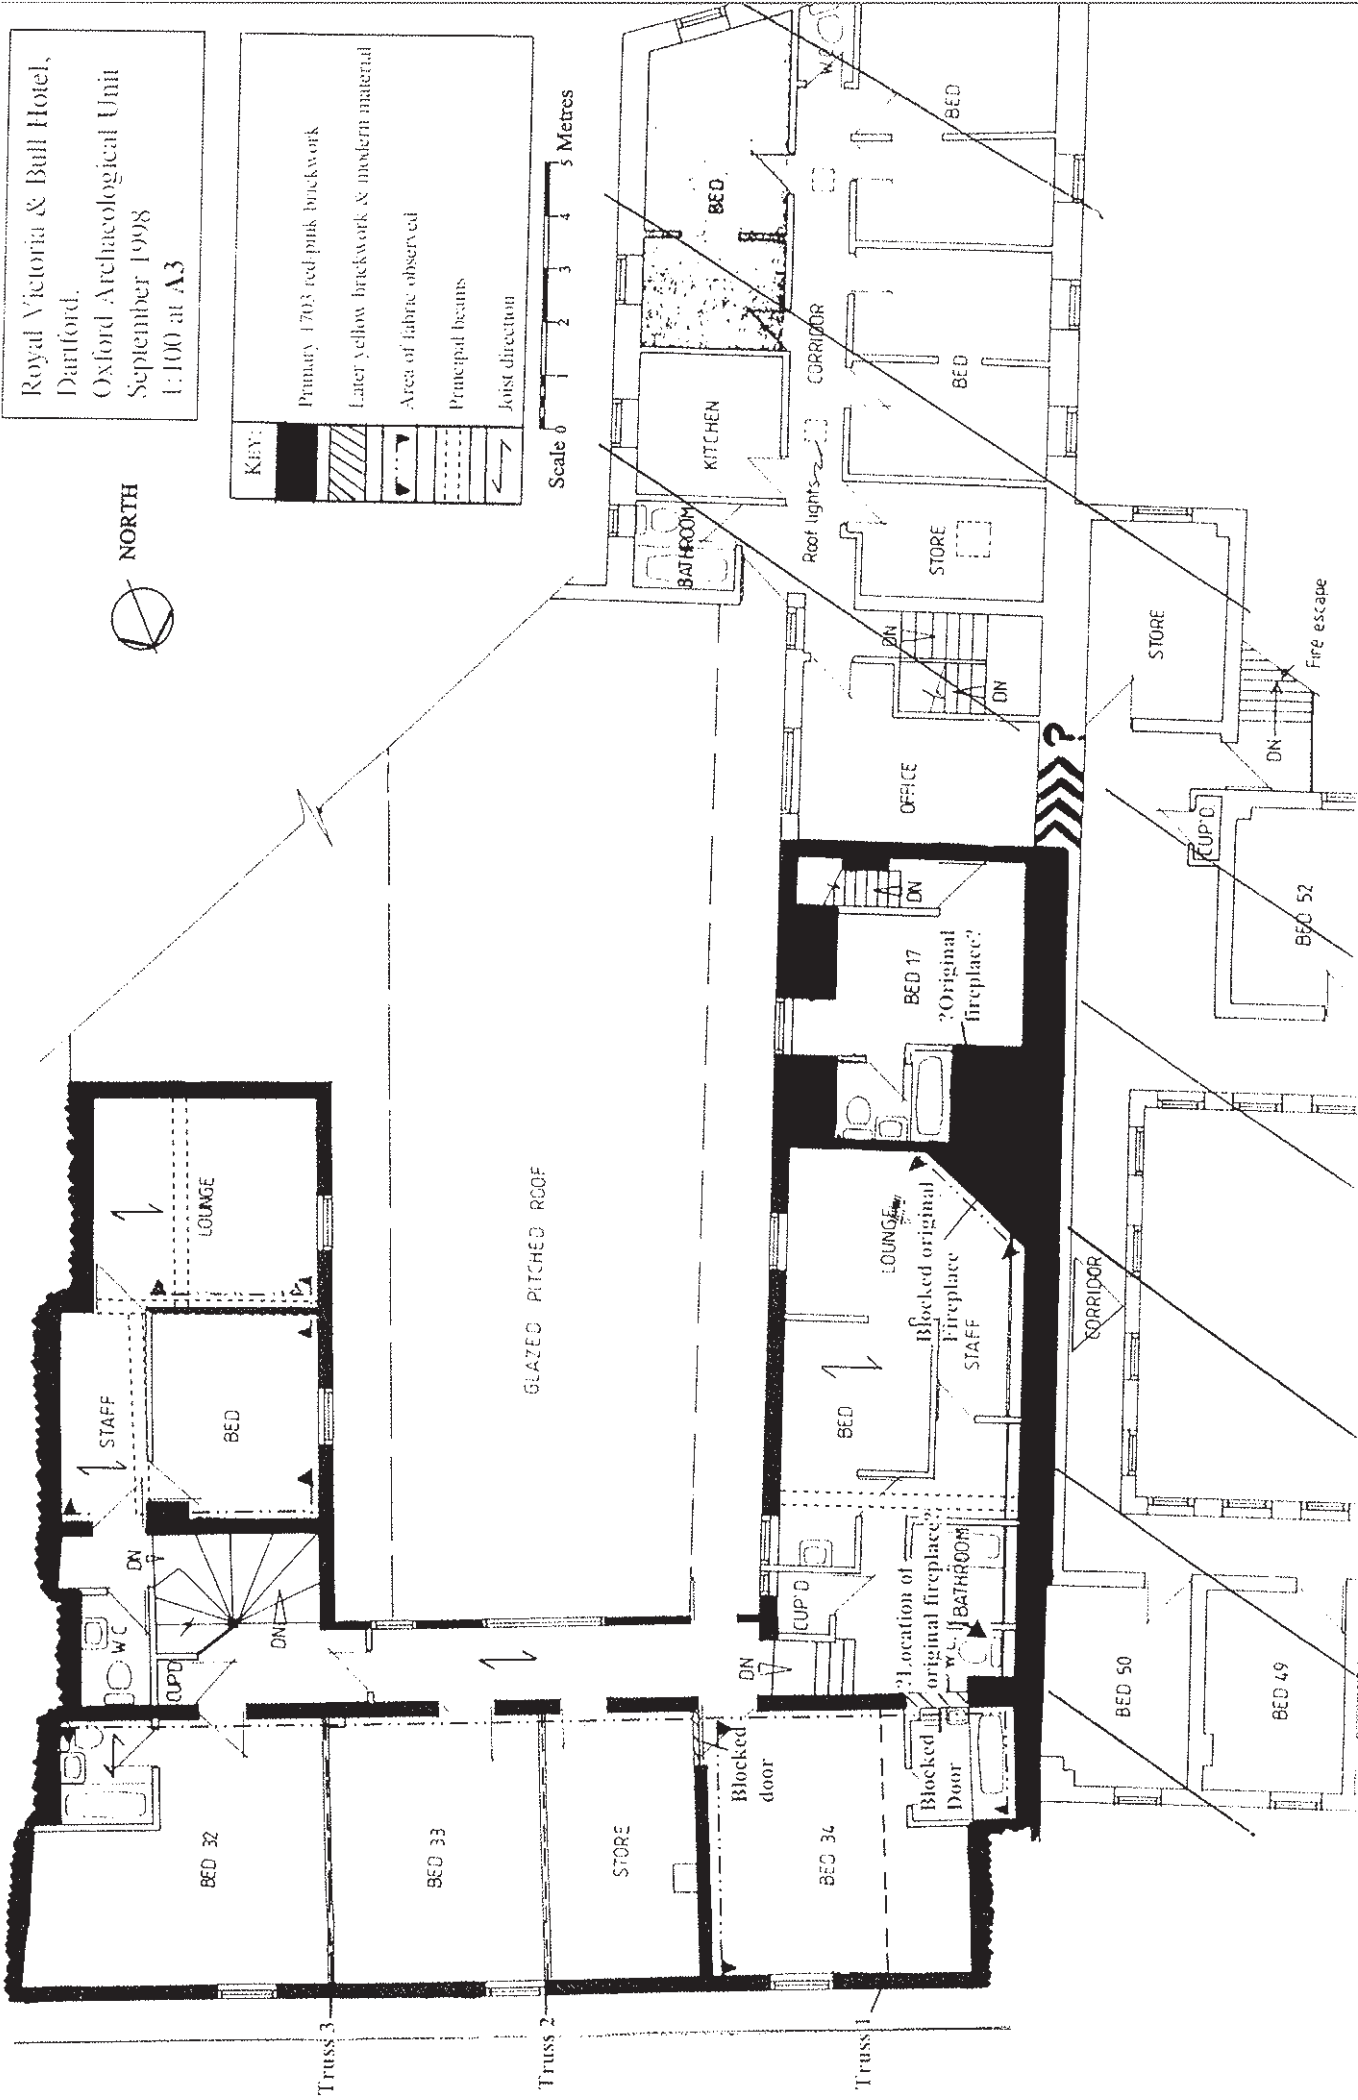 Royal Victoria & Bull Hotel,
Dartford.
Oxford Archaeological Unit
September 1998
1:100 at A3
KEY:
Primary 1703 red-pink brickwork
Later yellow brickwork & modern material
Area of fabric observed
Principal beams
Joist direction
Scale 0 1 2 3 4 5 Metres
NORTH
LOUNGE
STAFF
BED
DN
W C
CUP'D
DN
BED 32
BED 33
STORE
Blocked
door
BED 34
Blocked
Door
Truss 3
Truss 2
Truss 1
GLAZED PITCHED ROOF
DN
CUP'D
?Location of
original fireplace?
W.C.
BATHROOM
BED
STAFF
LOUNGE
Blocked original
Fireplace
BED 17
?Original
fireplace?
DN
OFFICE
DN
DN
?
BATHROOM
KITCHEN
BED
W.C
Roof lights
CORRIDOR
STORE
BED
BED
STORE
DN
Fire escape
CUP'D
BED 52
CORRIDOR
BED 50
BED 49